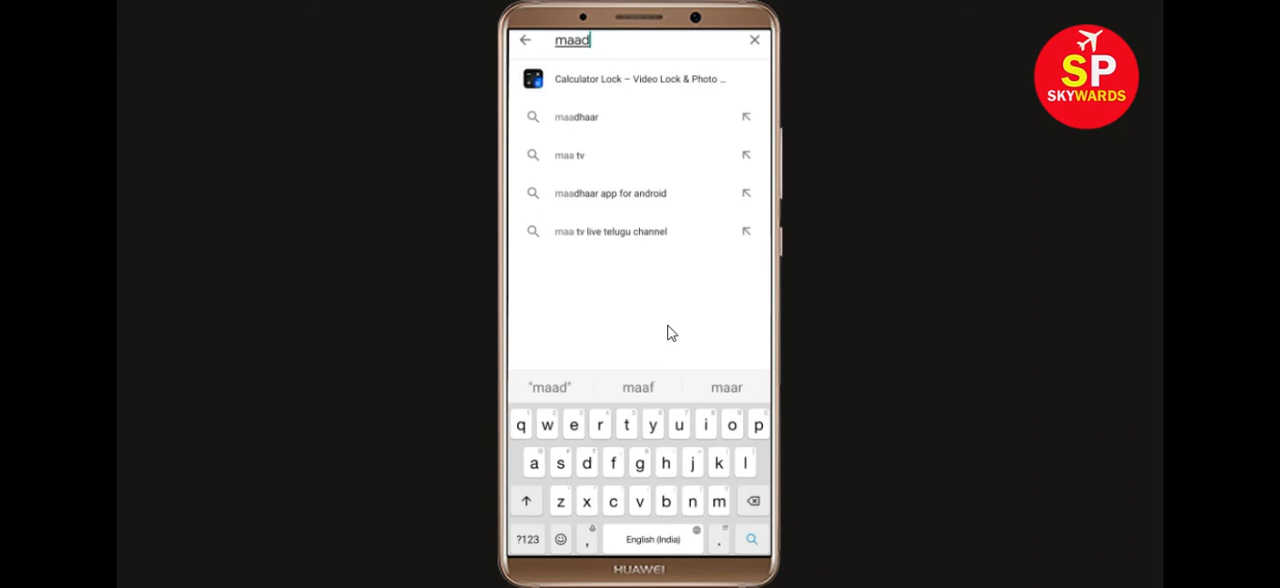 maad
SP
SKYWARDS
Calculator Lock – Video Lock & Photo ...
maadhaar
maa tv
maadhaar app for android
maa tv live telugu channel
"maad" maaf maar
q w e r t y u i o p
a s d f g h j k l
z x c v b n m
?123 , English (India) .
HUAWEI